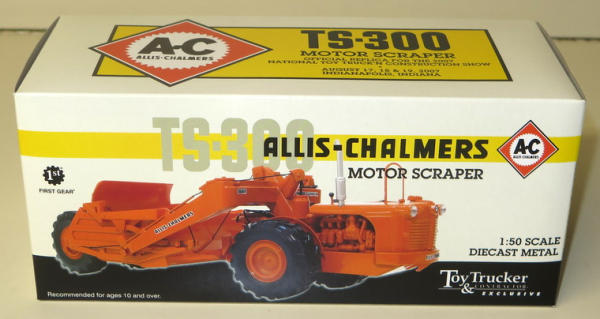 A-C
ALLIS-CHALMERS
TS-300
MOTOR SCRAPER
OFFICIAL REPLICA FOR THE 2007
NATIONAL TOY TRUCK'N CONSTRUCTION SHOW
AUGUST 17, 18 & 19, 2007
INDIANAPOLIS, INDIANA
TS-300
ALLIS-CHALMERS
MOTOR SCRAPER
A-C
ALLIS-CHALMERS
1st
FIRST GEAR
ALLIS-CHALMERS
1:50 SCALE
DIECAST METAL
Toy Trucker
& CONTRACTOR
EXCLUSIVE
Recommended for ages 10 and over.